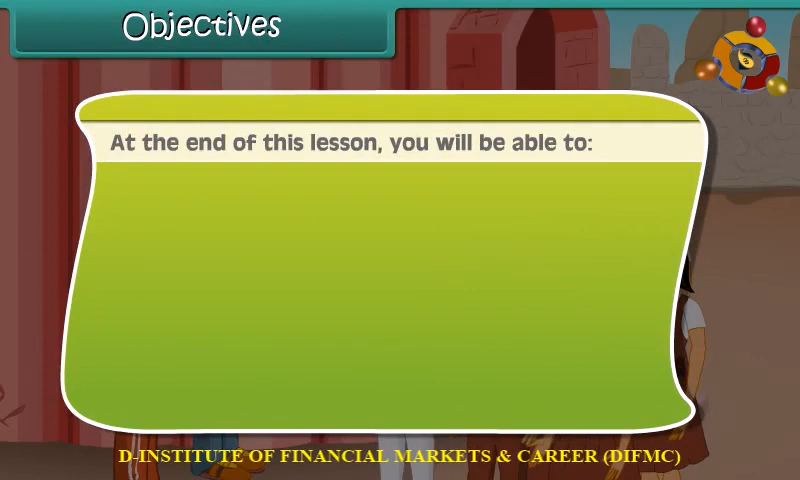 Objectives
At the end of this lesson, you will be able to:
D-INSTITUTE OF FINANCIAL MARKETS & CAREER (DIFMC)